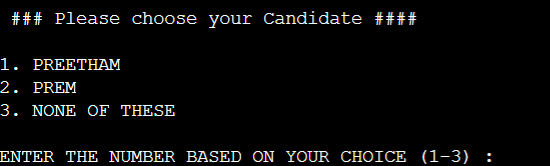 ### Please choose your Candidate ####
1. PREETHAM
2. PREM
3. NONE OF THESE
ENTER THE NUMBER BASED ON YOUR CHOICE (1-3) :